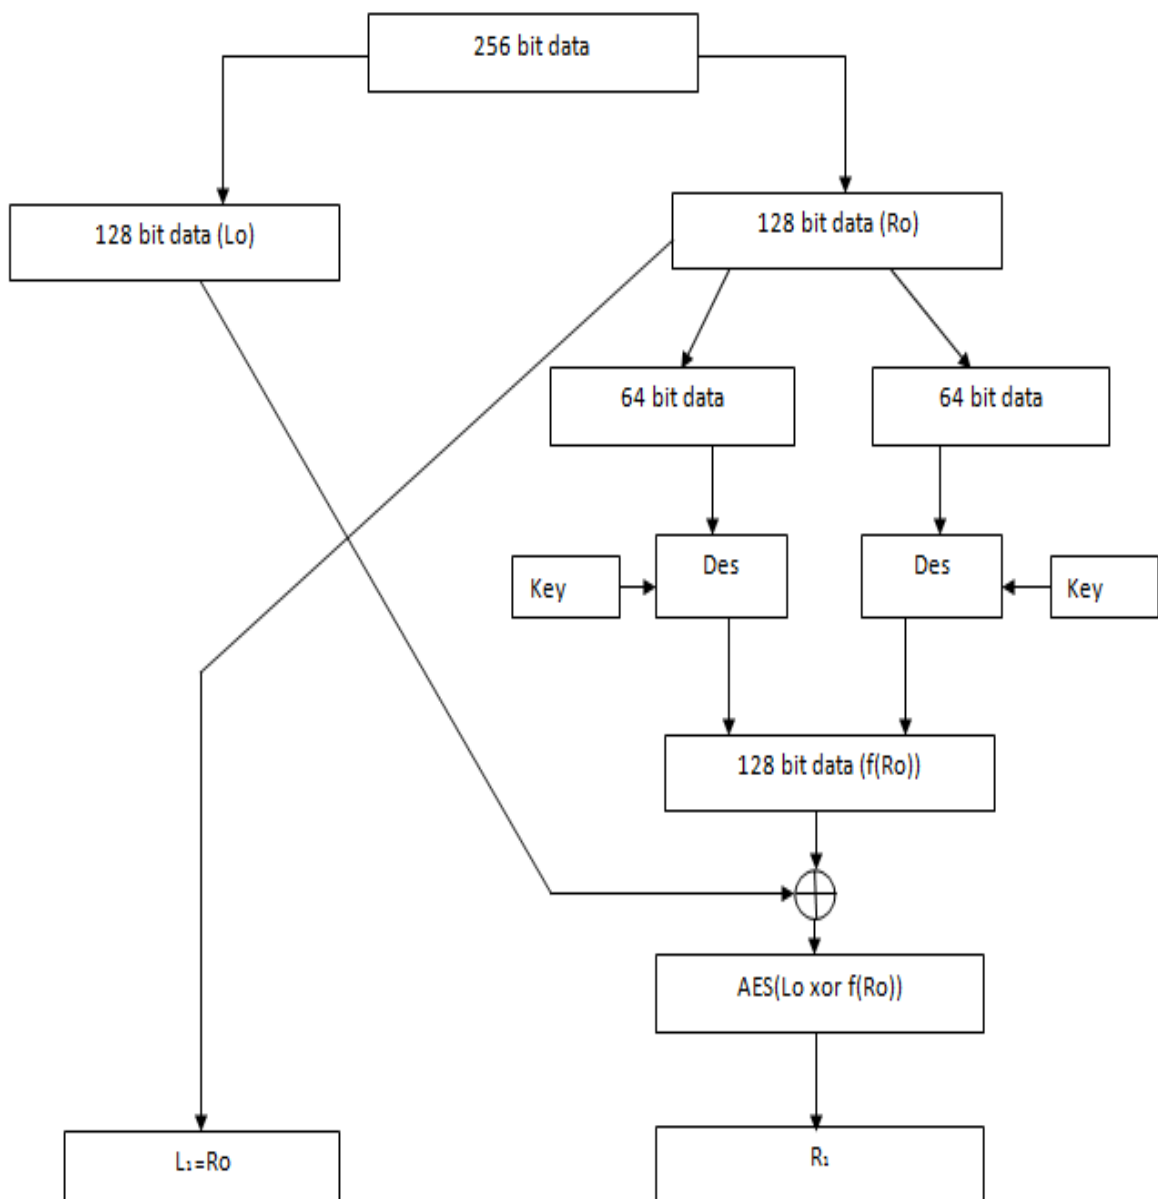 256 bit data
128 bit data (Lo)
128 bit data (Ro)
64 bit data
64 bit data
Des
Des
Key
Key
128 bit data (f(Ro))
AES(Lo xor f(Ro))
L₁=Ro
R₁